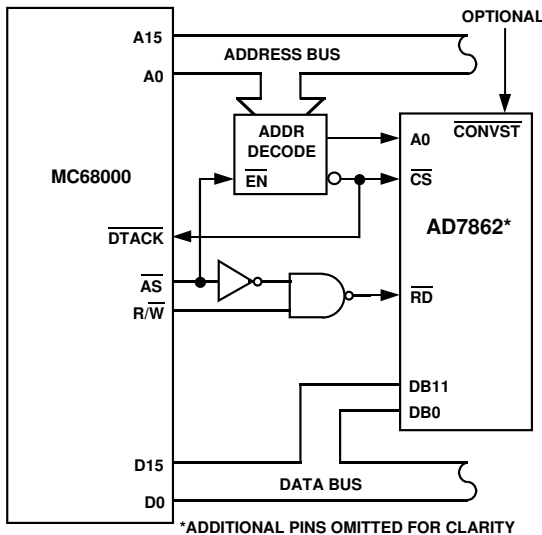 OPTIONAL
A15
ADDRESS BUS
A0
ADDR
DECODE
EN
A0
CONVST
MC68000
CS
AD7862*
DTACK
AS
R/W
RD
DB11
DB0
D15
DATA BUS
D0
*ADDITIONAL PINS OMITTED FOR CLARITY